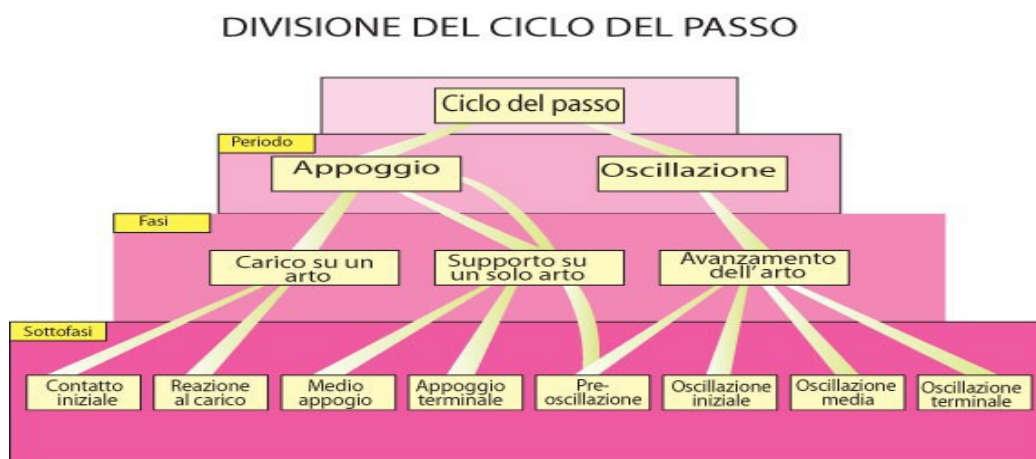 DIVISIONE DEL CICLO DEL PASSO
Ciclo del passo
Periodo
Appoggio
Oscillazione
Fasi
Carico su un
arto
Supporto su
un solo arto
Avanzamento
dell' arto
Sottofasi
Contatto
iniziale
Reazione
al carico
Medio
appogio
Appoggio
terminale
Pre-
oscillazione
Oscillazione
iniziale
Oscillazione
media
Oscillazione
terminale